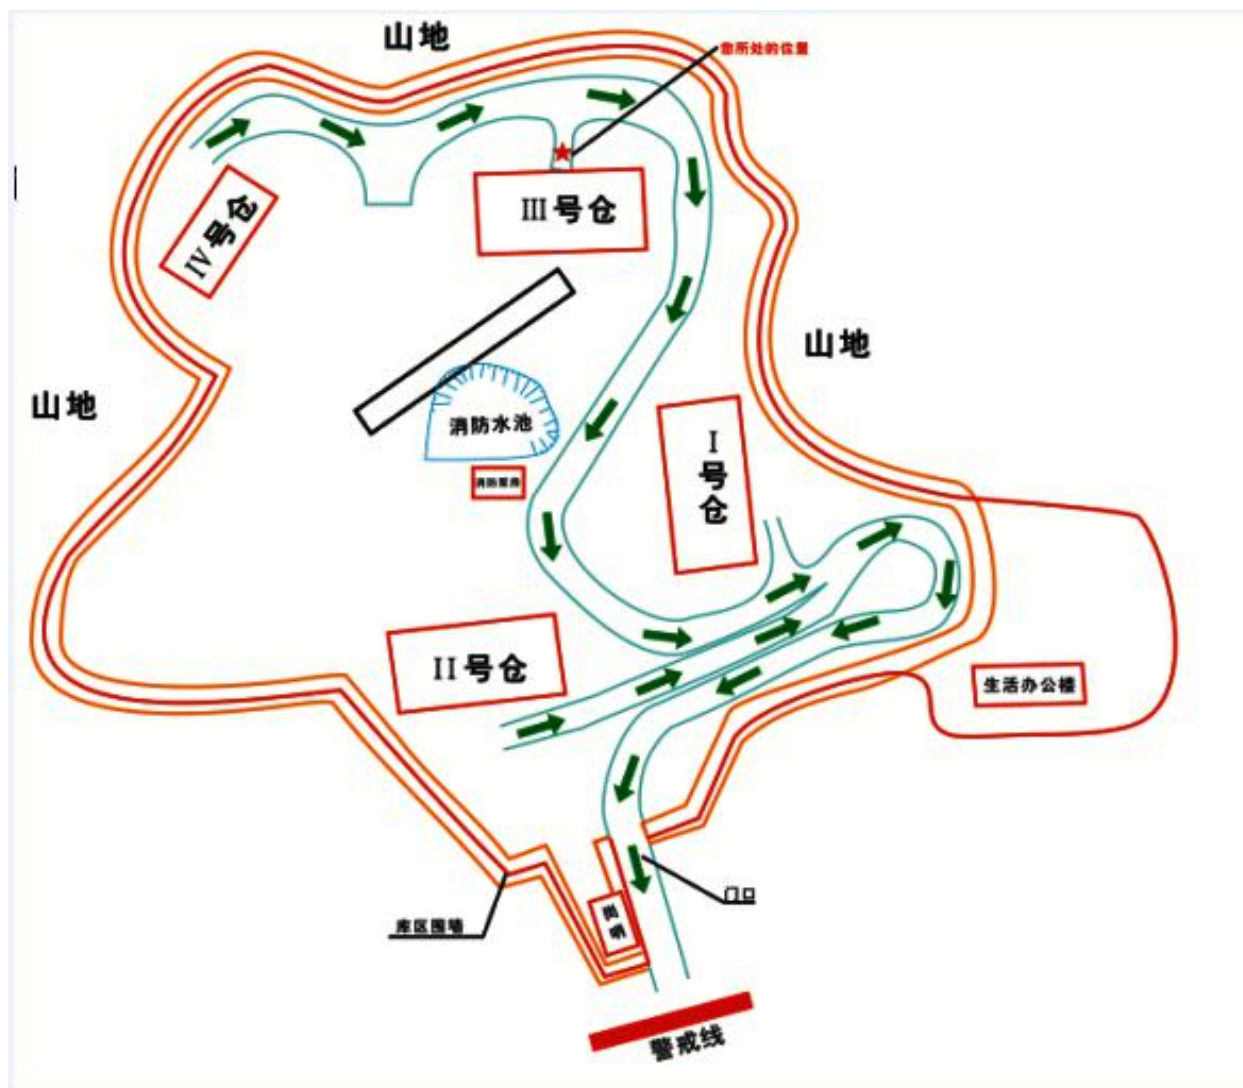 山地
您所处的位置
III号仓
IV号仓
山地
山地
消防水池
I号仓
消防泵房
II号仓
生活办公楼
门口
岗哨
库区围墙
警戒线